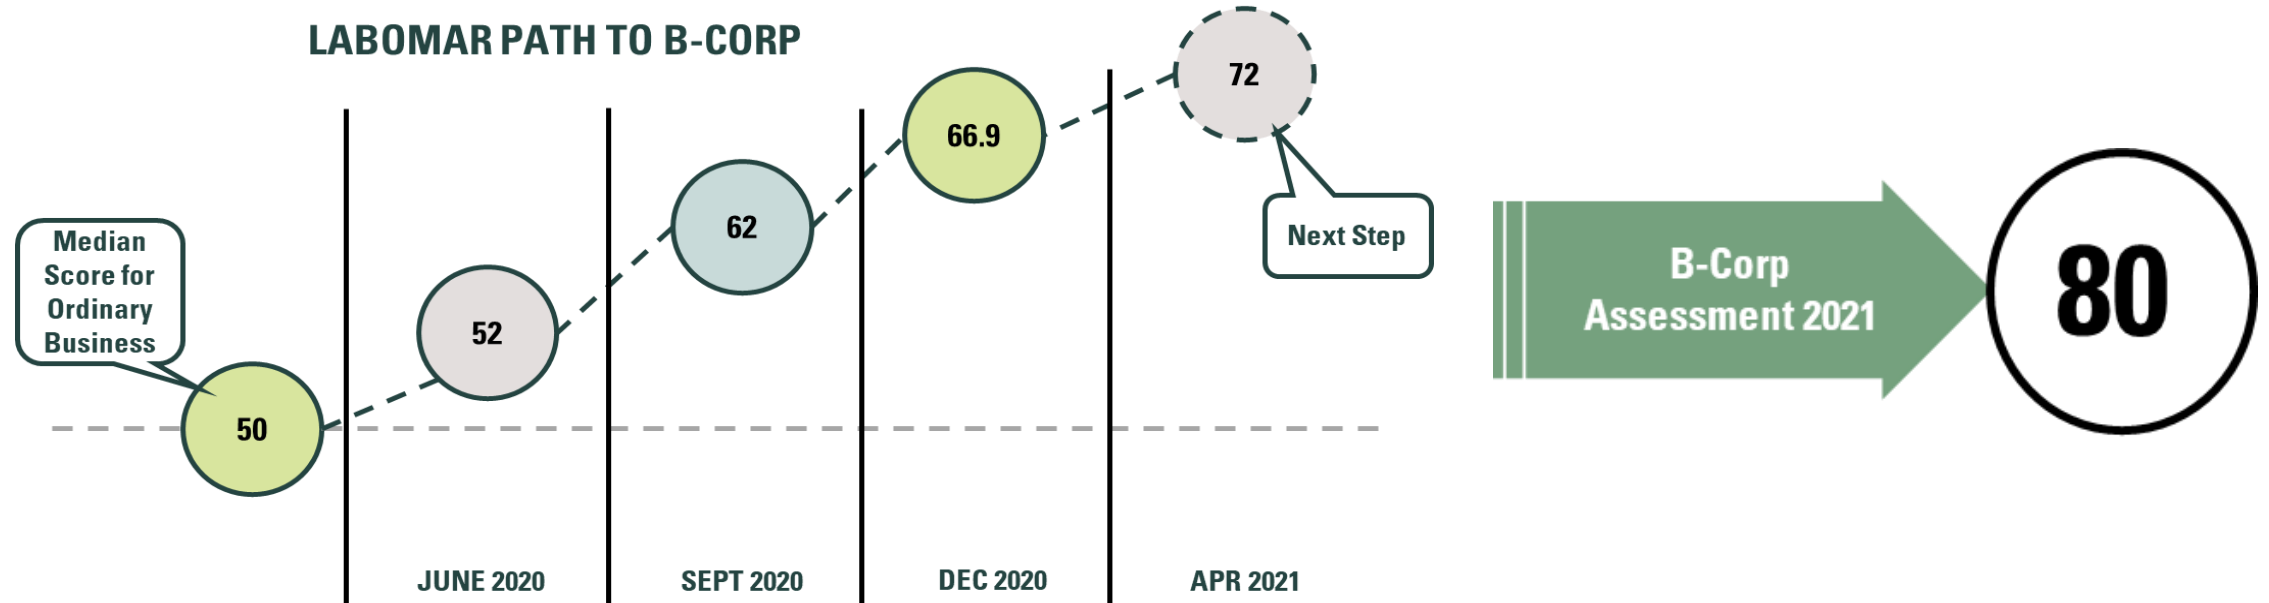 LABOMAR PATH TO B-CORP
Median
Score for
Ordinary
Business
50
52
62
66.9
72
Next Step
JUNE 2020
SEPT 2020
DEC 2020
APR 2021
B-Corp
Assessment 2021
80